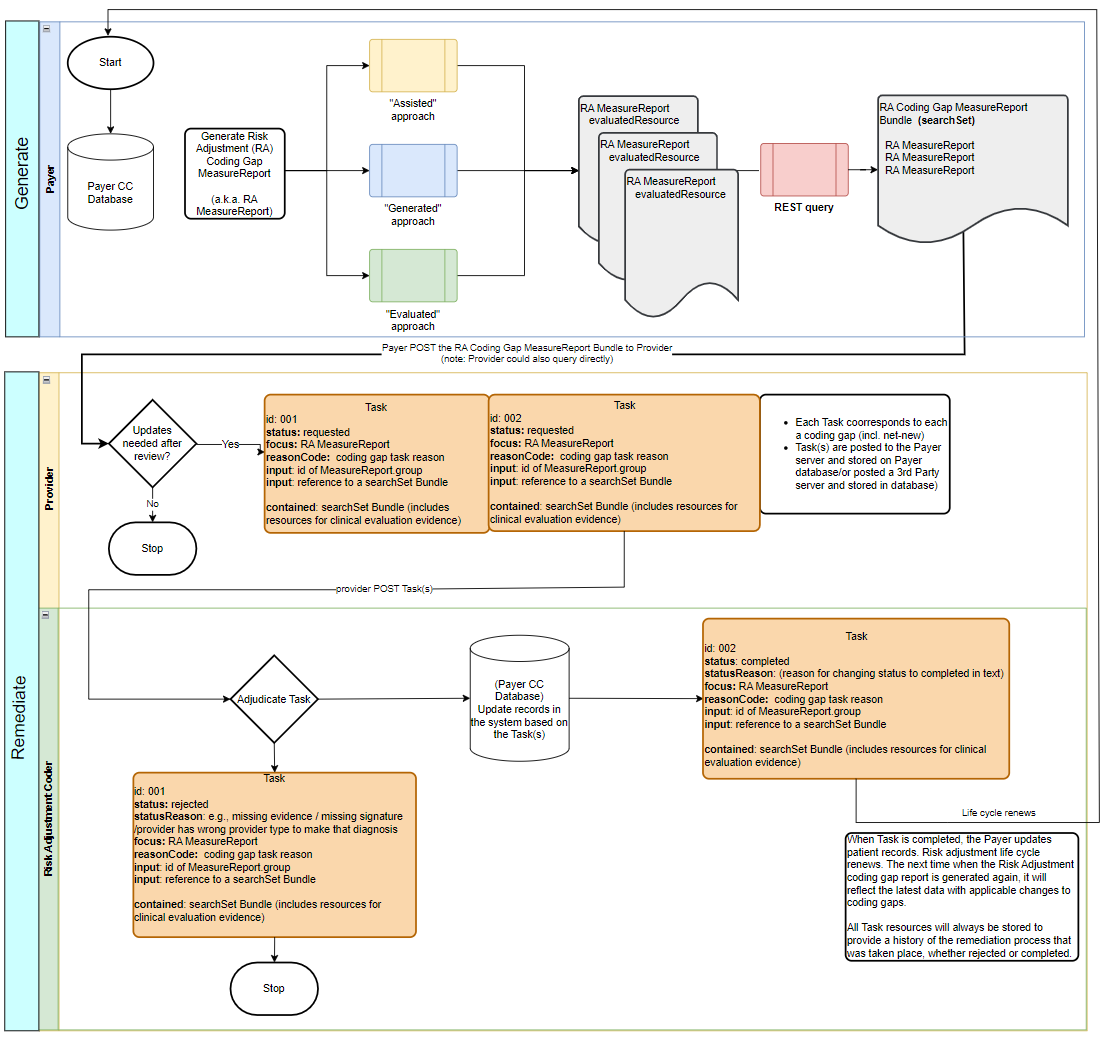 Generate
Payer
Start
Payer CC
Database
Generate Risk
Adjustment (RA)
Coding Gap
MeasureReport
(a.k.a. RA
MeasureReport)
"Assisted"
approach
"Generated"
approach
"Evaluated"
approach
RA MeasureReport
evaluatedResource
RA MeasureReport
evaluatedResource
RA MeasureReport
evaluatedResource
REST query
RA Coding Gap MeasureReport
Bundle (searchSet)
RA MeasureReport
RA MeasureReport
RA MeasureReport
Payer POST the RA Coding Gap MeasureReport Bundle to Provider
(note: Provider could also query directly)
Remediate
Provider
Updates
needed after
review?
Yes
No
Stop
Task
id: 001
status: requested
focus: RA MeasureReport
reasonCode: coding gap task reason
input: id of MeasureReport.group
input: reference to a searchSet Bundle
contained: searchSet Bundle (includes
resources for clinical evaluation evidence)
Task
id: 002
status: requested
focus: RA MeasureReport
reasonCode: coding gap task reason
input: id of MeasureReport.group
input: reference to a searchSet Bundle
contained: searchSet Bundle (includes resources for
clinical evaluation evidence)
• Each Task coorresponds to each
a coding gap (incl. net-new)
• Task(s) are posted to the Payer
server and stored on Payer
database/or posted a 3rd Party
server and stored in database)
provider POST Task(s)
Risk Adjustment Coder
Adjudicate Task
(Payer CC
Database)
Update records in
the system based on
the Task(s)
Task
id: 002
status: completed
statusReason: (reason for changing status to completed in text)
focus: RA MeasureReport
reasonCode: coding gap task reason
input: id of MeasureReport.group
input: reference to a searchSet Bundle
contained: searchSet Bundle (includes resources for clinical
evaluation evidence)
Task
id: 001
status: rejected
statusReason: e.g., missing evidence / missing signature
/provider has wrong provider type to make that diagnosis
focus: RA MeasureReport
reasonCode: coding gap task reason
input: id of MeasureReport.group
input: reference to a searchSet Bundle
contained: searchSet Bundle (includes resources for
clinical evaluation evidence)
Stop
Life cycle renews
When Task is completed, the Payer updates
patient records. Risk adjustment life cycle
renews. The next time when the Risk Adjustment
coding gap report is generated again, it will
reflect the latest data with applicable changes to
coding gaps.
All Task resources will always be stored to
provide a history of the remediation process that
was taken place, whether rejected or completed.